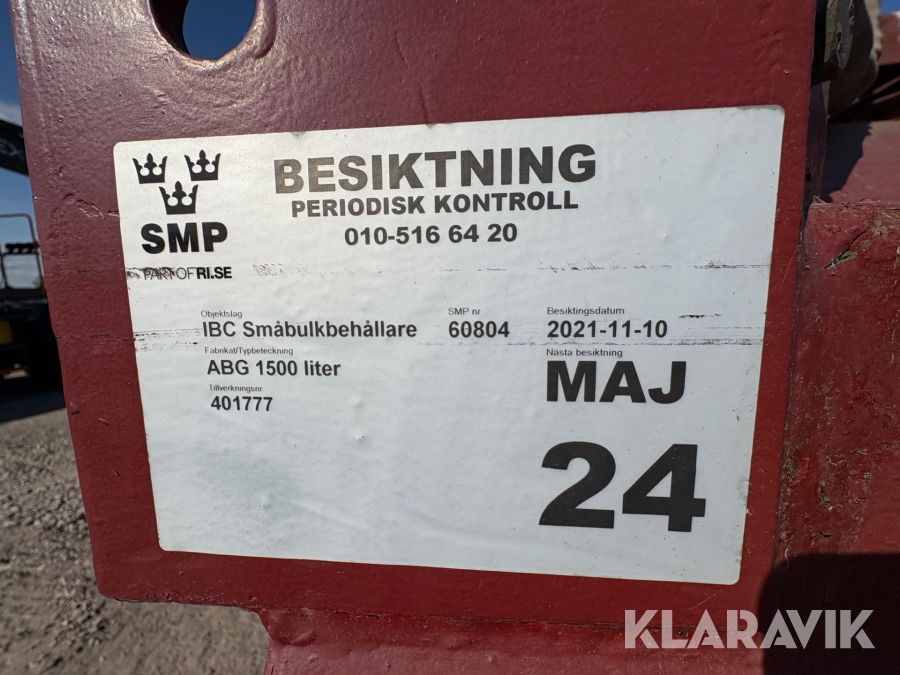 BESIKTNING
PERIODISK KONTROLL
010-516 64 20
SMP
PART OF RI.SE
Objektslag
IBC Småbulkbehållare
SMP nr
60804
Besiktingsdatum
2021-11-10
Fabrikat/Typbeteckning
ABG 1500 liter
Nästa besiktning
MAJ
24
Tillverkningsnr
401777
KLARAVIK